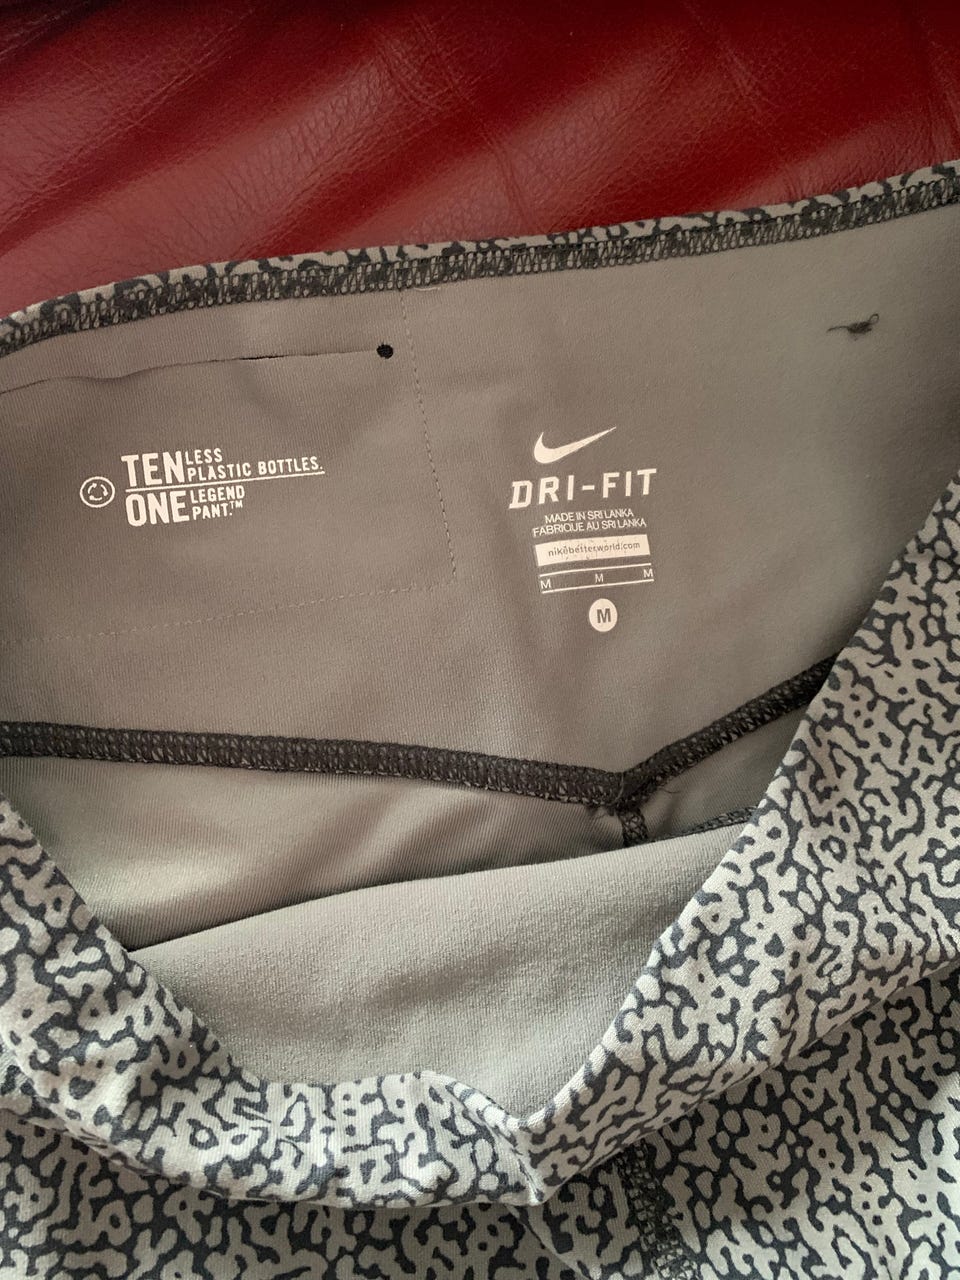 TEN LESS
PLASTIC BOTTLES.
ONE LEGEND
PANT.™
DRI-FIT
MADE IN SRI LANKA
FABRIQUE AU SRI LANKA
nikebetterworld.com
M M M
M